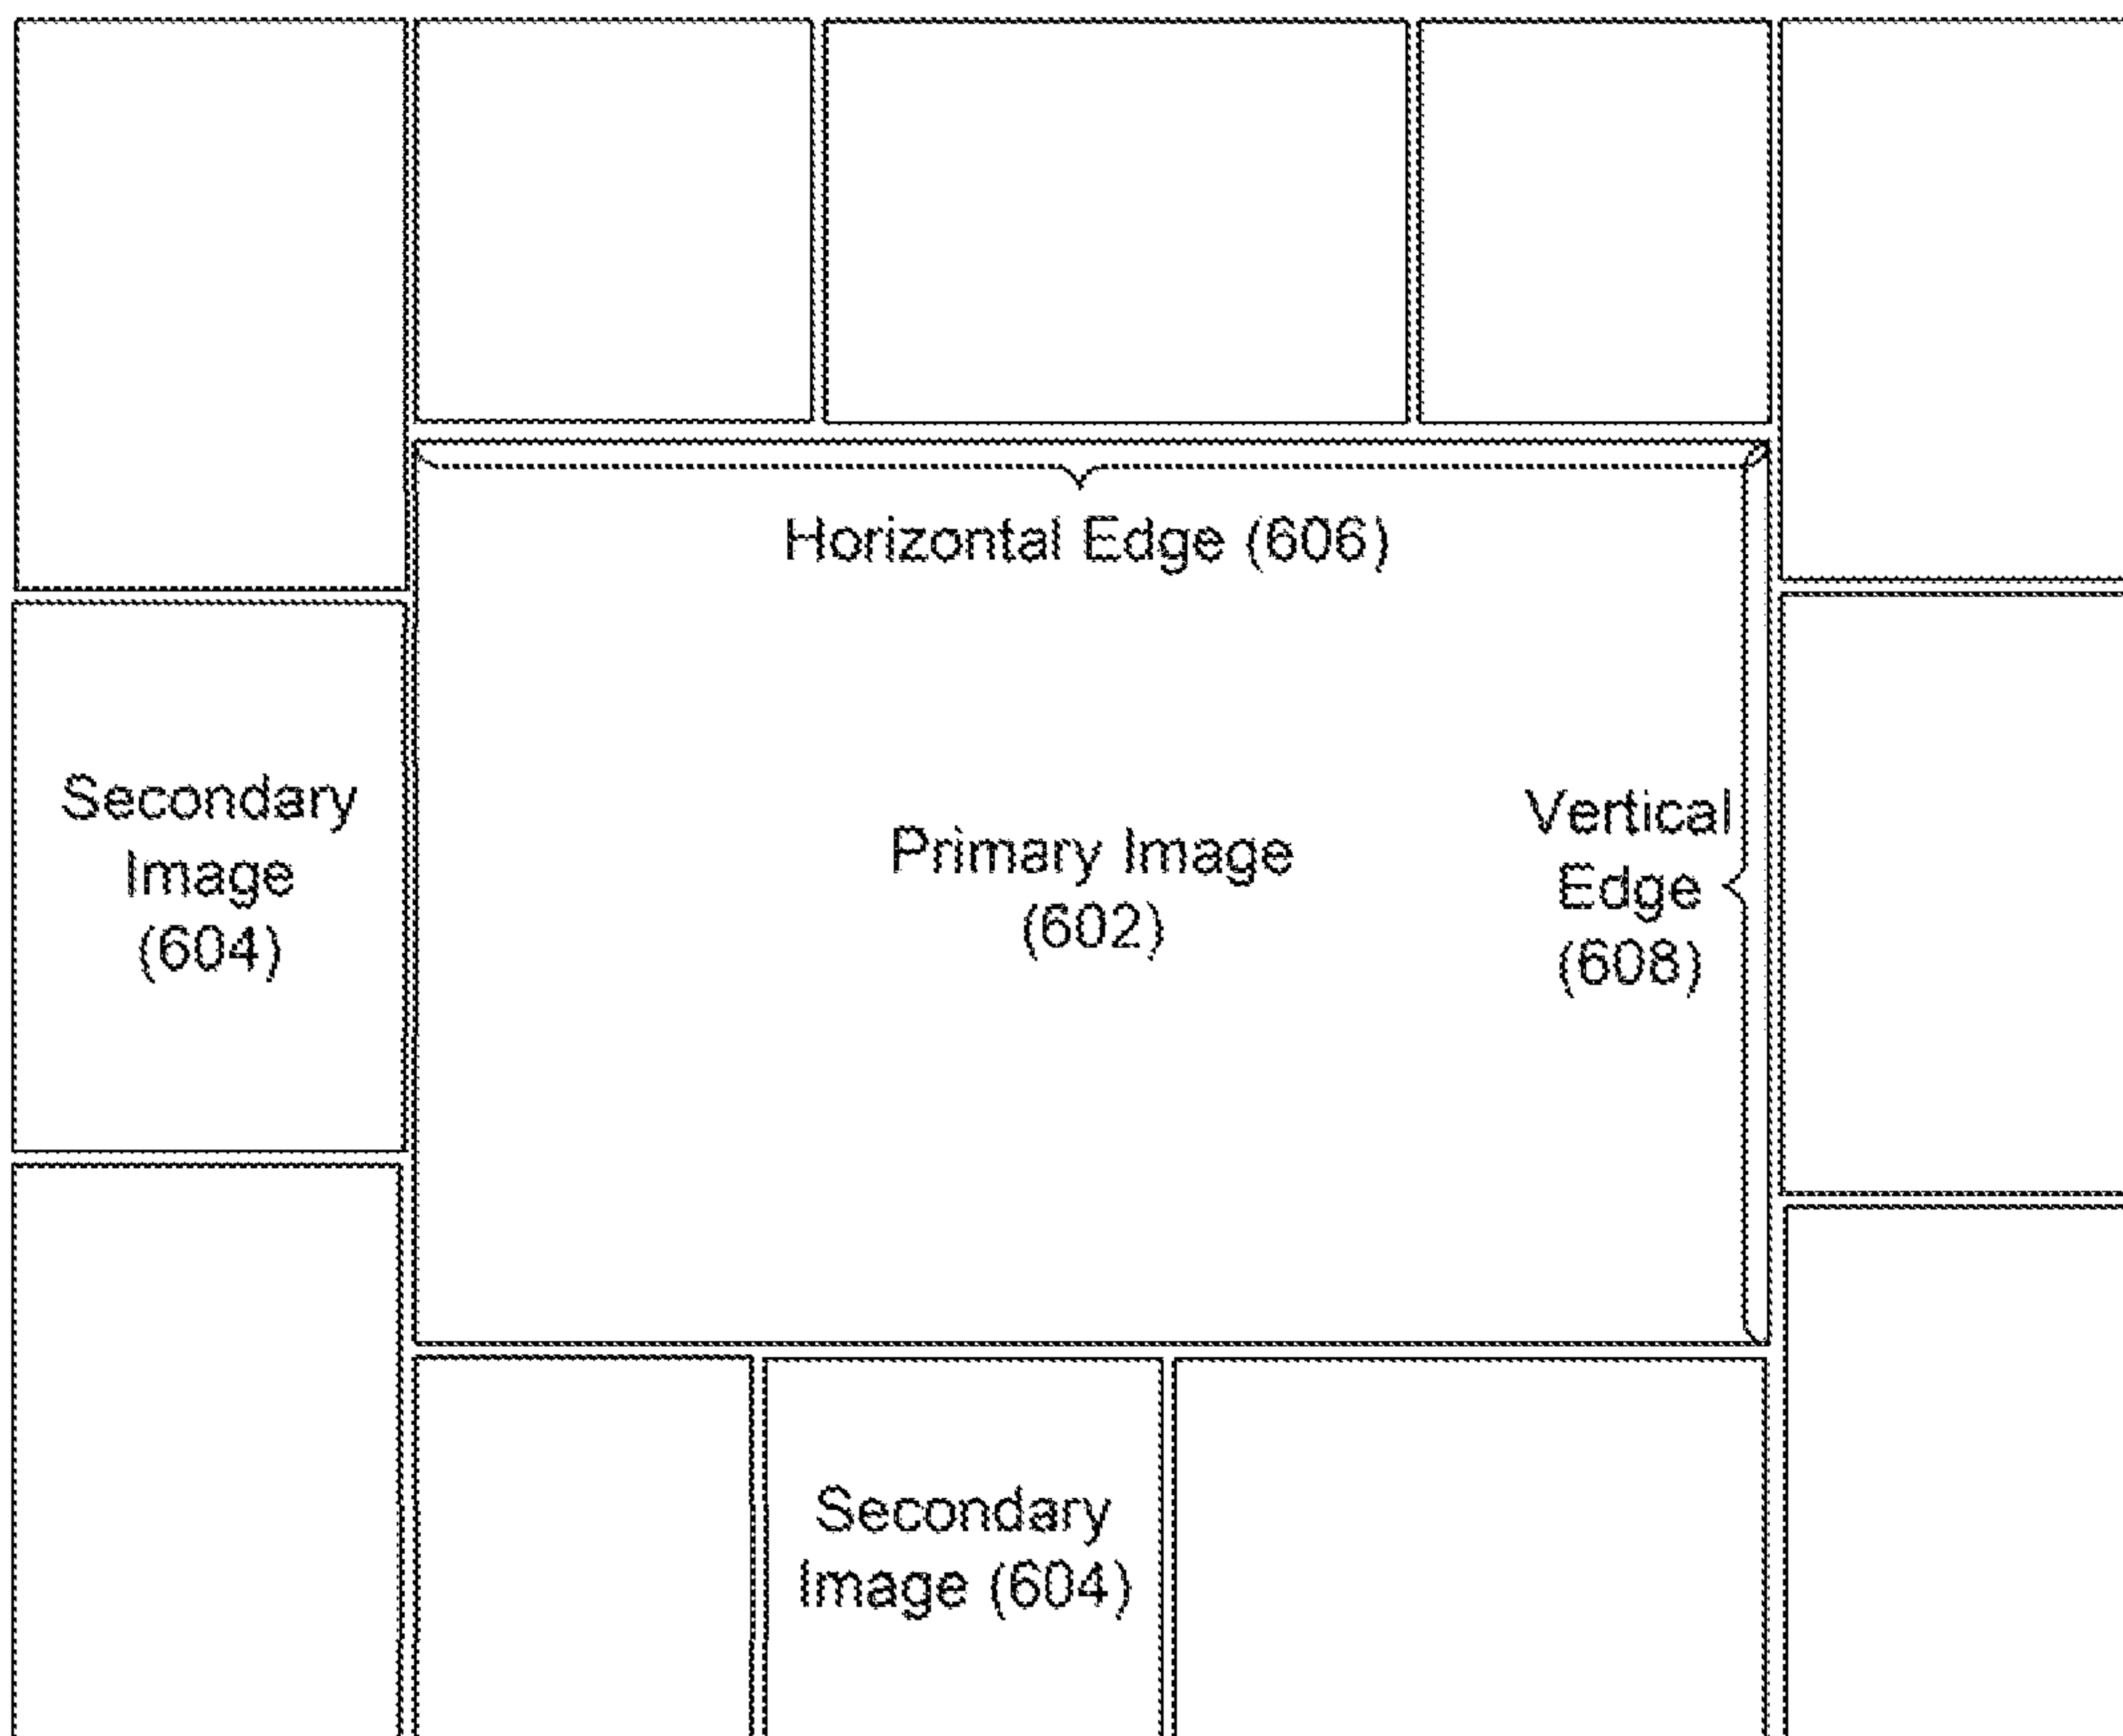 Horizontal Edge (606)
Secondary
Image
(604)
Primary Image
(602)
Vertical
Edge
(608)
Secondary
Image (604)